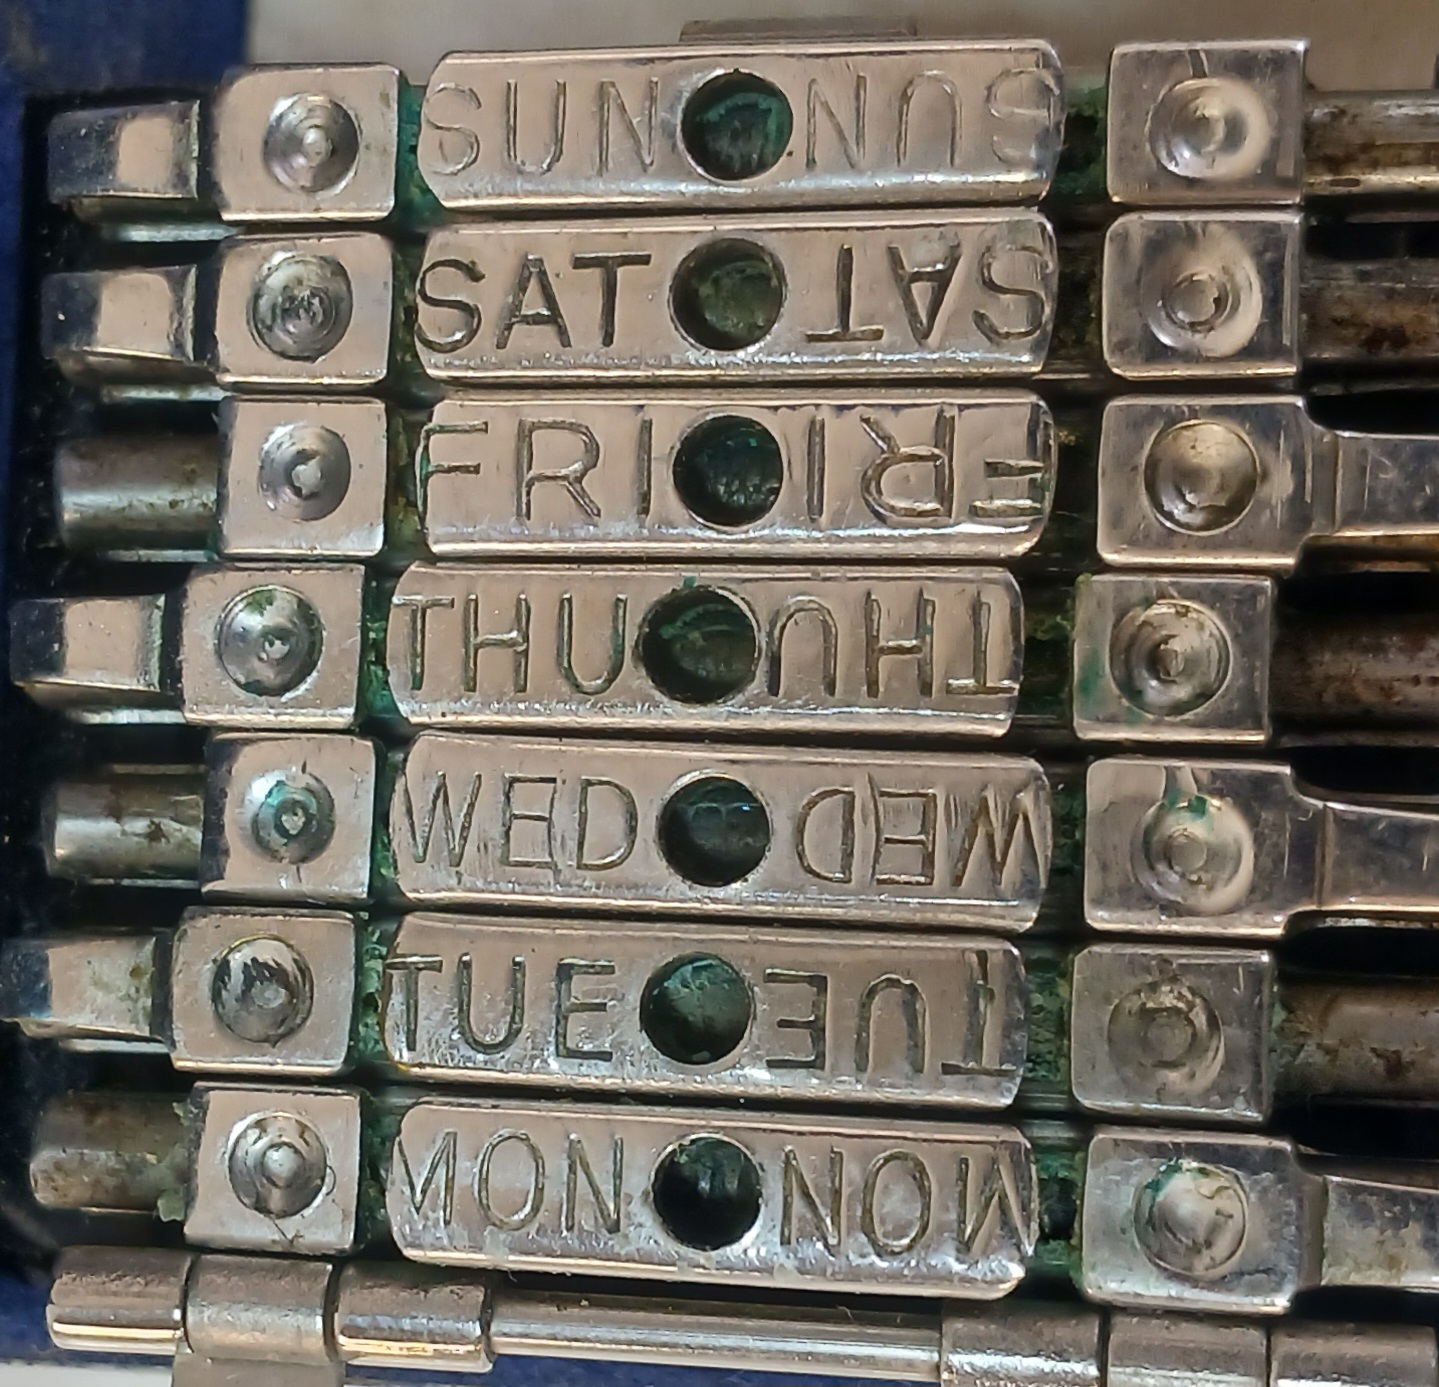 SUN SUN
SAT SAT
FRI FRI
THU THU
WED WED
TUE TUE
MON MON